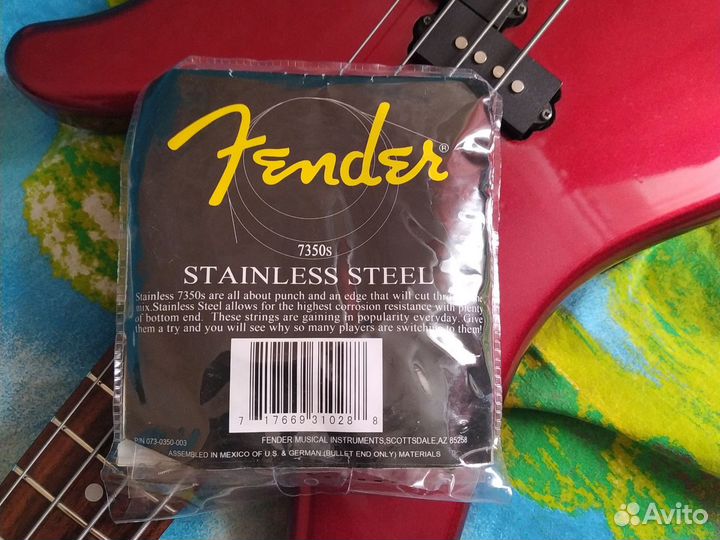 Fender®
7350s
STAINLESS STEEL
Stainless 7350s are all about punch and an edge that will cut the
mix.Stainless Steel allows for the highest corrosion resistance with plenty
of bottom end. These strings are gaining in popularity everyday. Give
them a try and you will see why so many players are switching to them!
7 17669 31028 8
P/N 073-0350-003
FENDER MUSICAL INSTRUMENTS,SCOTTSDALE,AZ 85258
ASSEMBLED IN MEXICO OF U.S & GERMAN (BULLET END ONLY) MATERIALS
Avito